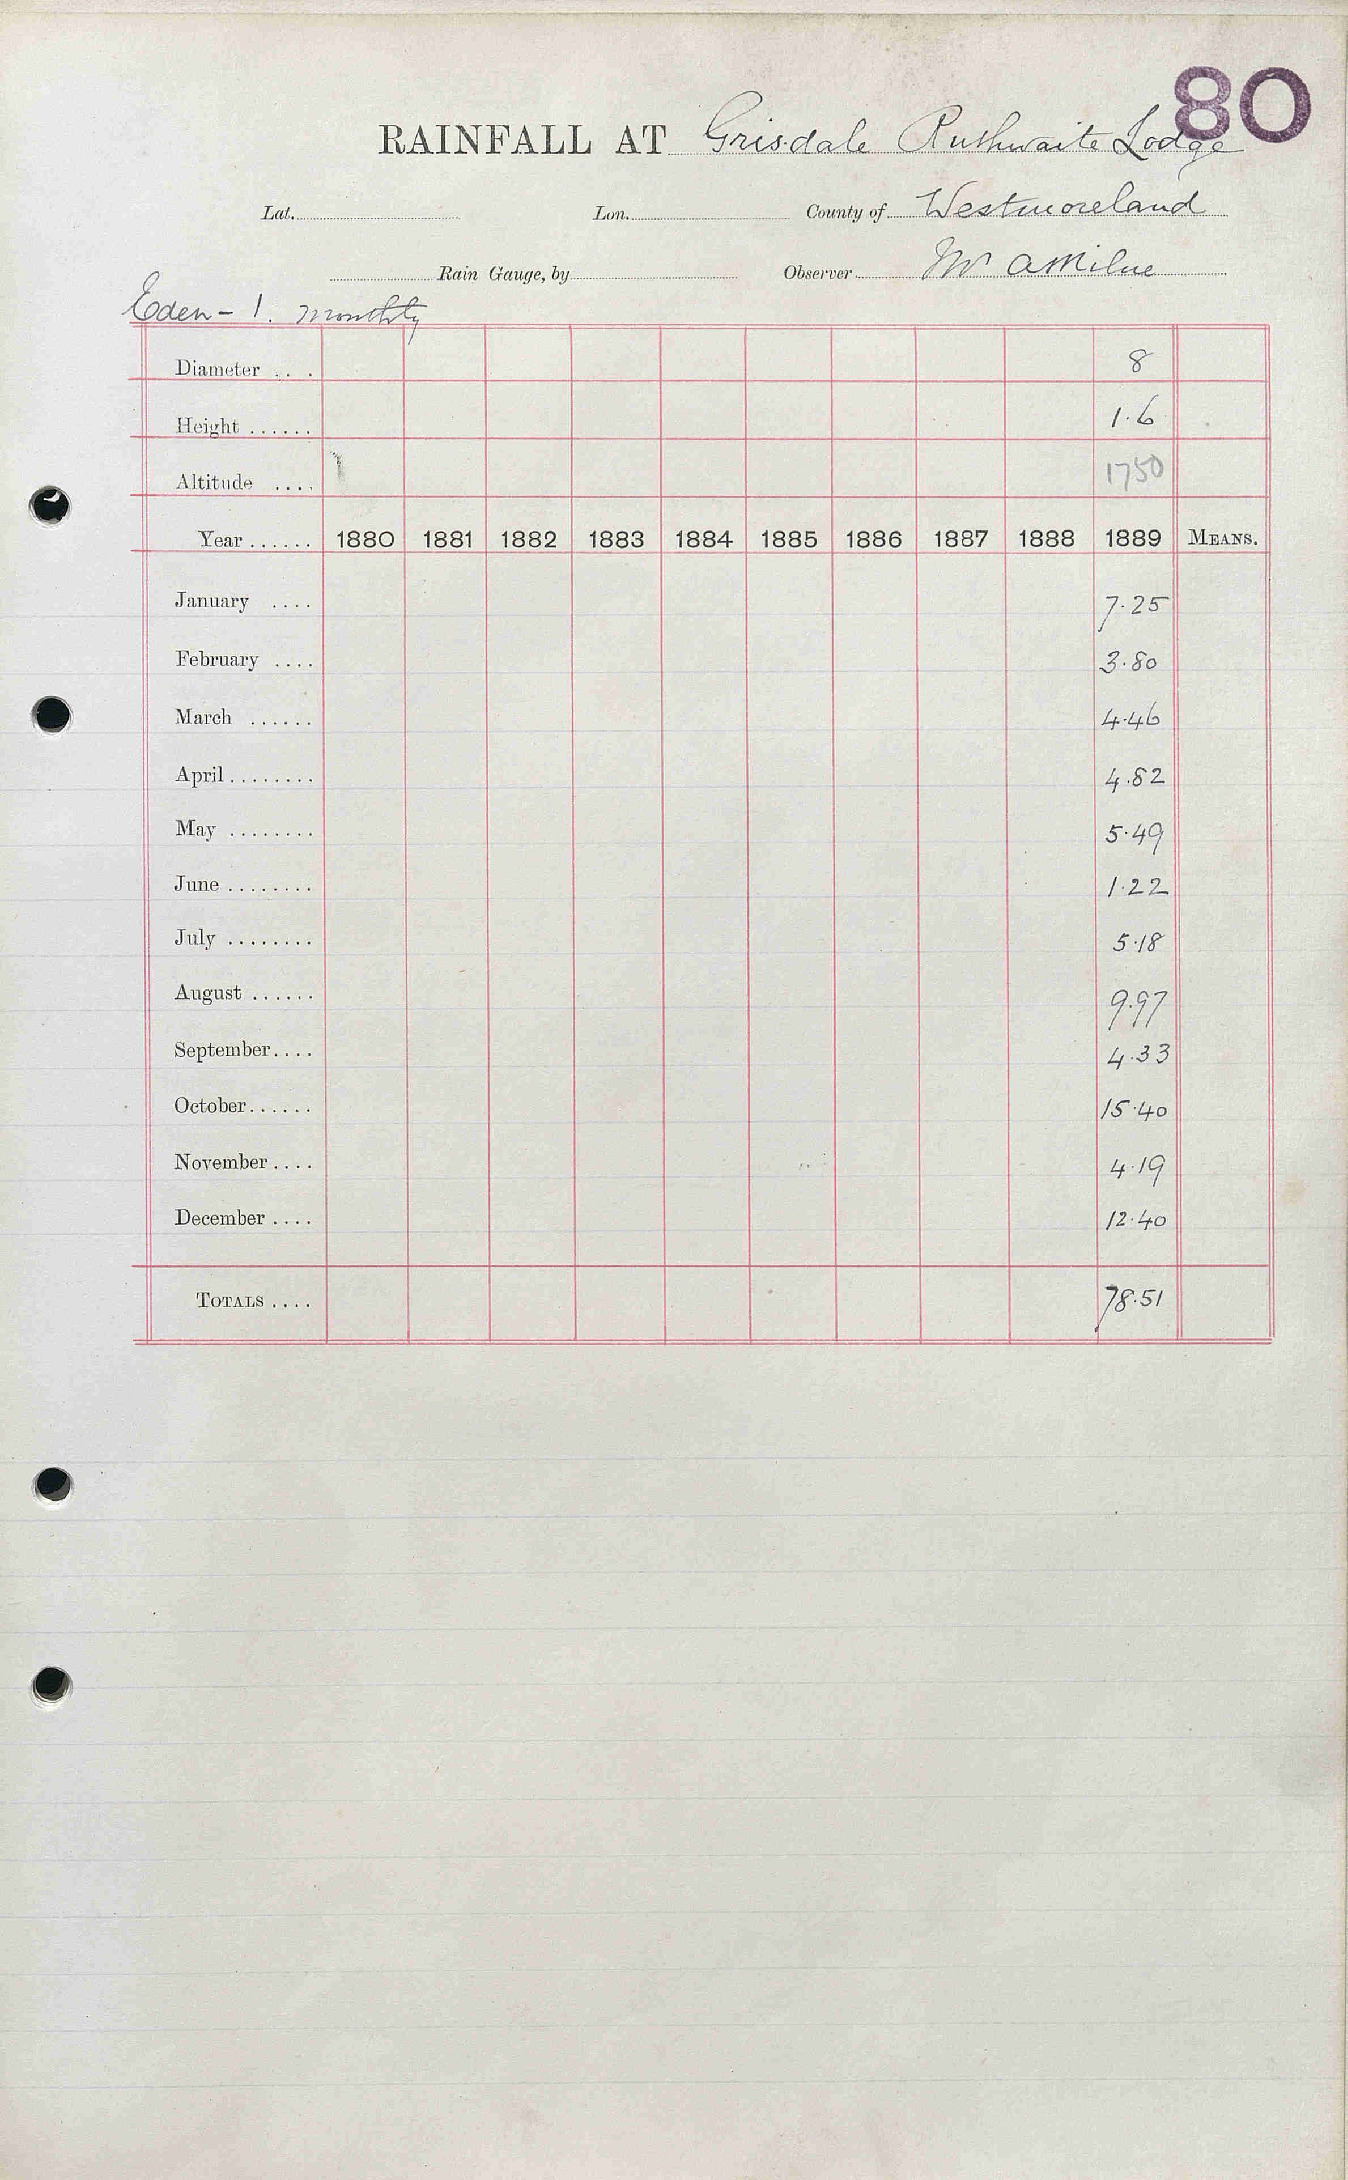 80
RAINFALL AT Grisdale Ruthwaite Lodge
Lat. Lon. County of Westmoreland
Rain Gauge, by Observer Mr A Milne
Eden - 1. monthly
Diameter ... 8
Height ...... 1.6
Altitude .... 1750
Year ...... 1880 1881 1882 1883 1884 1885 1886 1887 1888 1889 MEANS.
January .... 7.25
February .... 3.80
March ...... 4.46
April ........ 4.82
May ........ 5.49
June ........ 1.22
July ........ 5.18
August ...... 9.97
September.... 4.33
October...... 15.40
November.... 4.19
December.... 12.40
TOTALS .... 78.51